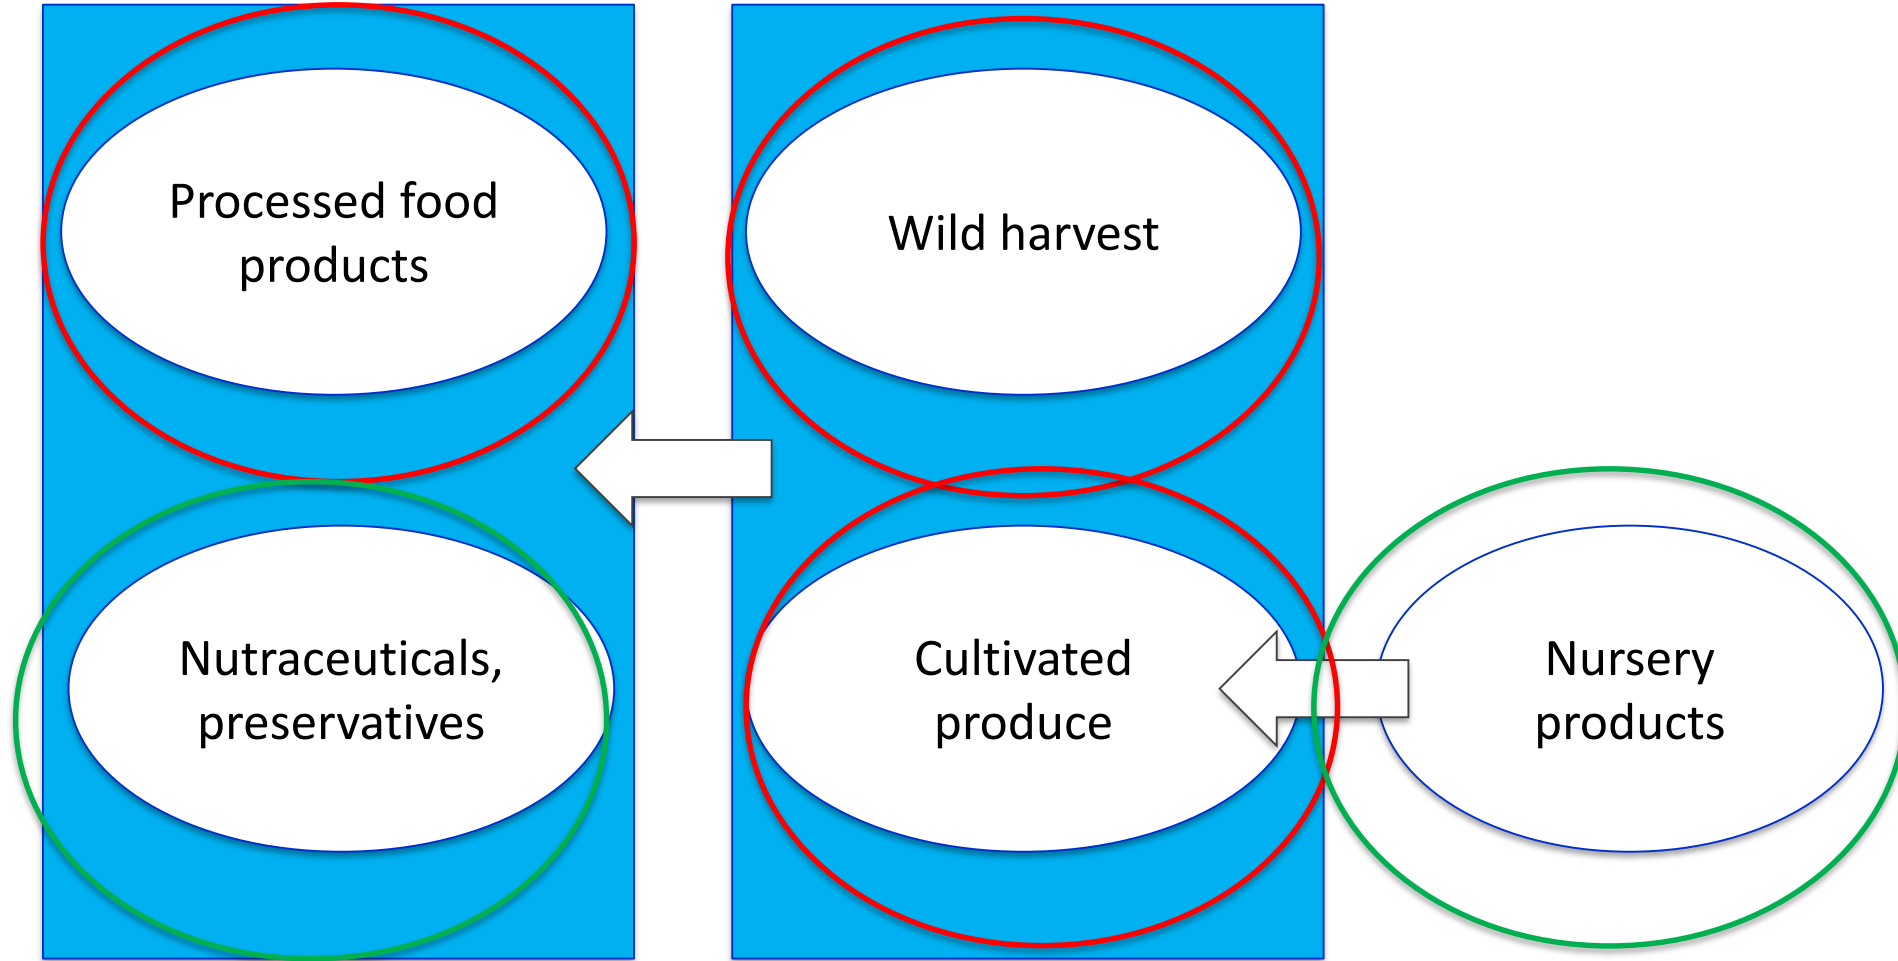 Processed food
products
Wild harvest
Nutraceuticals,
preservatives
Cultivated
produce
Nursery
products